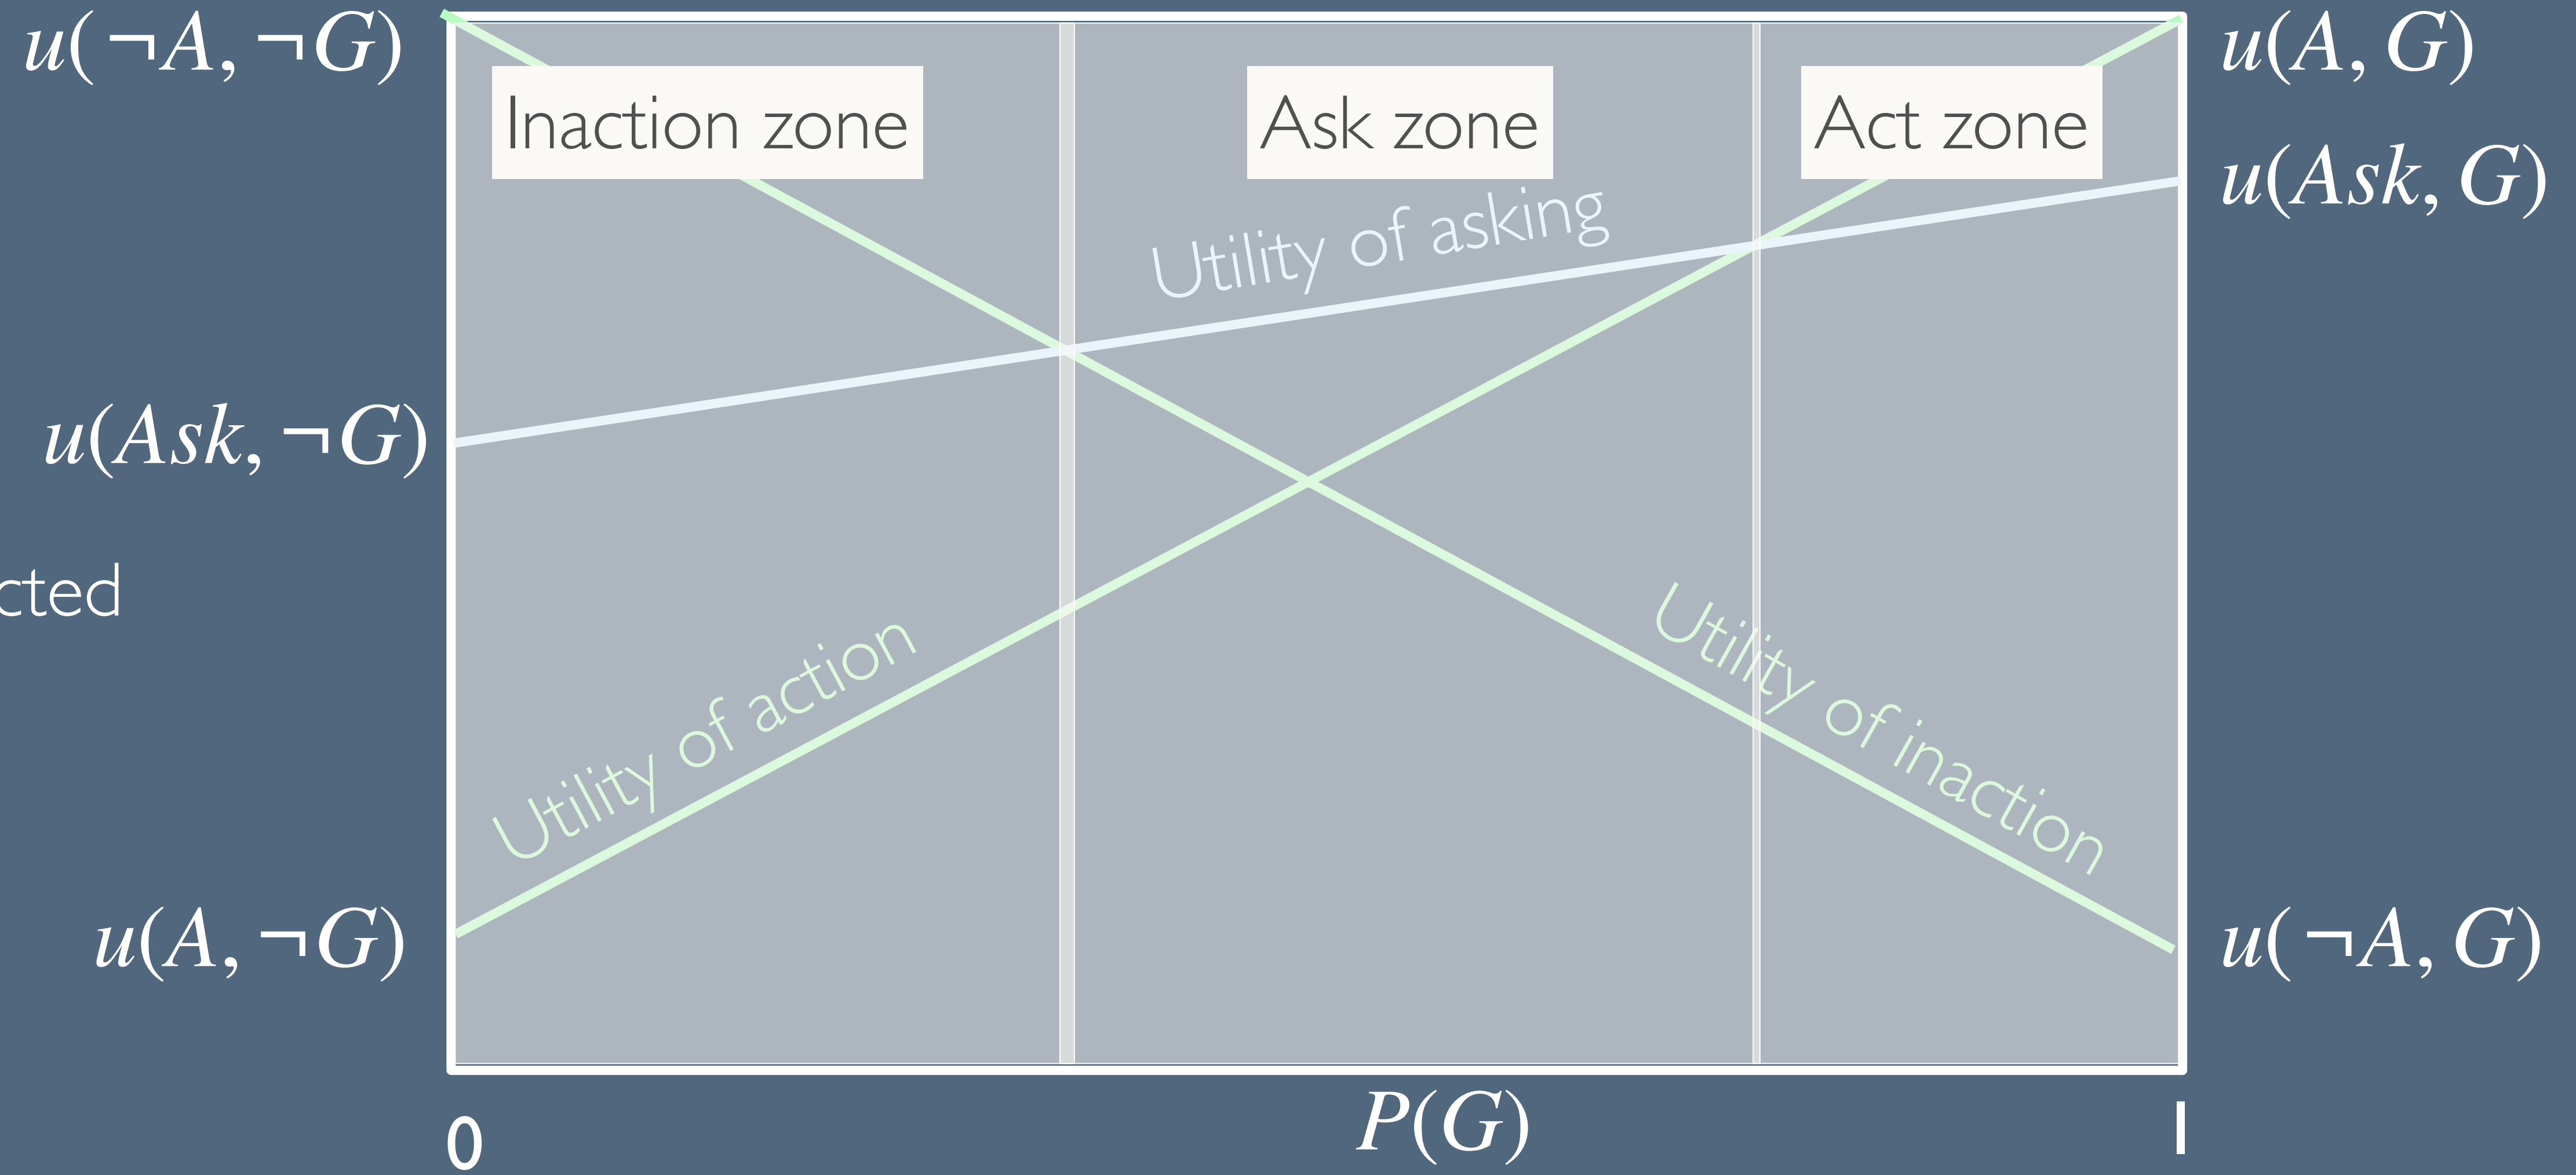 u(¬A, ¬G)
u(A, G)
Inaction zone
Ask zone
Act zone
u(Ask, G)
Utility of asking
u(Ask, ¬G)
cted
Utility of action
Utility of inaction
u(A, ¬G)
u(¬A, G)
P(G)
0
1